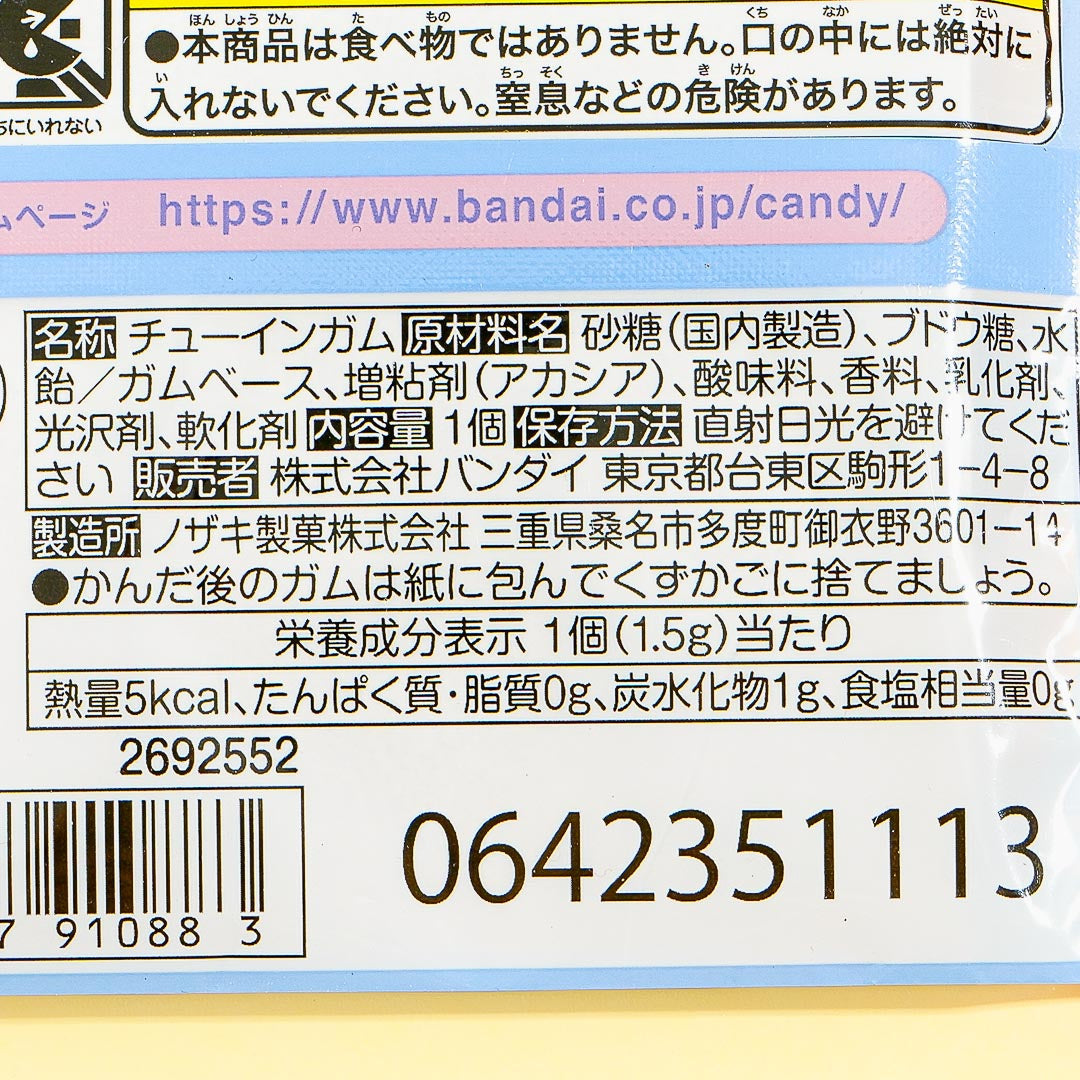 ●本商品は食べ物ではありません。口の中には絶対に
入れないでください。窒息などの危険があります。
ちにいれない
ムページ https://www.bandai.co.jp/candy/
名称 チューインガム 原材料名 砂糖(国内製造)、ブドウ糖、水
飴/ガムベース、増粘剤(アカシア)、酸味料、香料、乳化剤、
光沢剤、軟化剤 内容量 1個 保存方法 直射日光を避けてくだ
さい 販売者 株式会社バンダイ 東京都台東区駒形1-4-8
製造所 ノザキ製菓株式会社 三重県桑名市多度町御衣野3601-14
●かんだ後のガムは紙に包んでくずかごに捨てましょう。
栄養成分表示 1個(1.5g)当たり
熱量5kcal、たんぱく質・脂質0g、炭水化物1g、食塩相当量0g
2692552
0642351113
7 91088 3